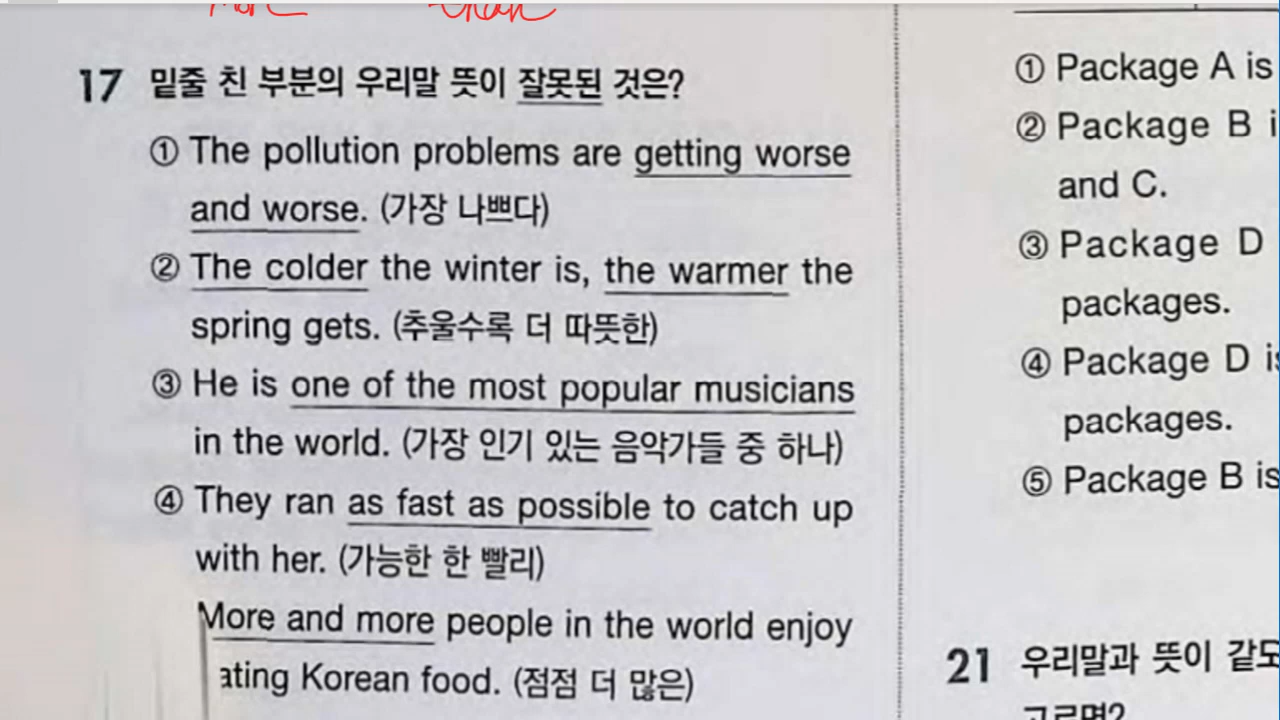 than
17 밑줄 친 부분의 우리말 뜻이 잘못된 것은?
① The pollution problems are getting worse
and worse. (가장 나쁘다)
② The colder the winter is, the warmer the
spring gets. (추울수록 더 따뜻한)
③ He is one of the most popular musicians
in the world. (가장 인기 있는 음악가들 중 하나)
④ They ran as fast as possible to catch up
with her. (가능한 한 빨리)
More and more people in the world enjoy
ating Korean food. (점점 더 많은)
① Package A is
② Package B i
and C.
③ Package D
packages.
④ Package D is
packages.
⑤ Package B is
21 우리말과 뜻이 같도
고르면?